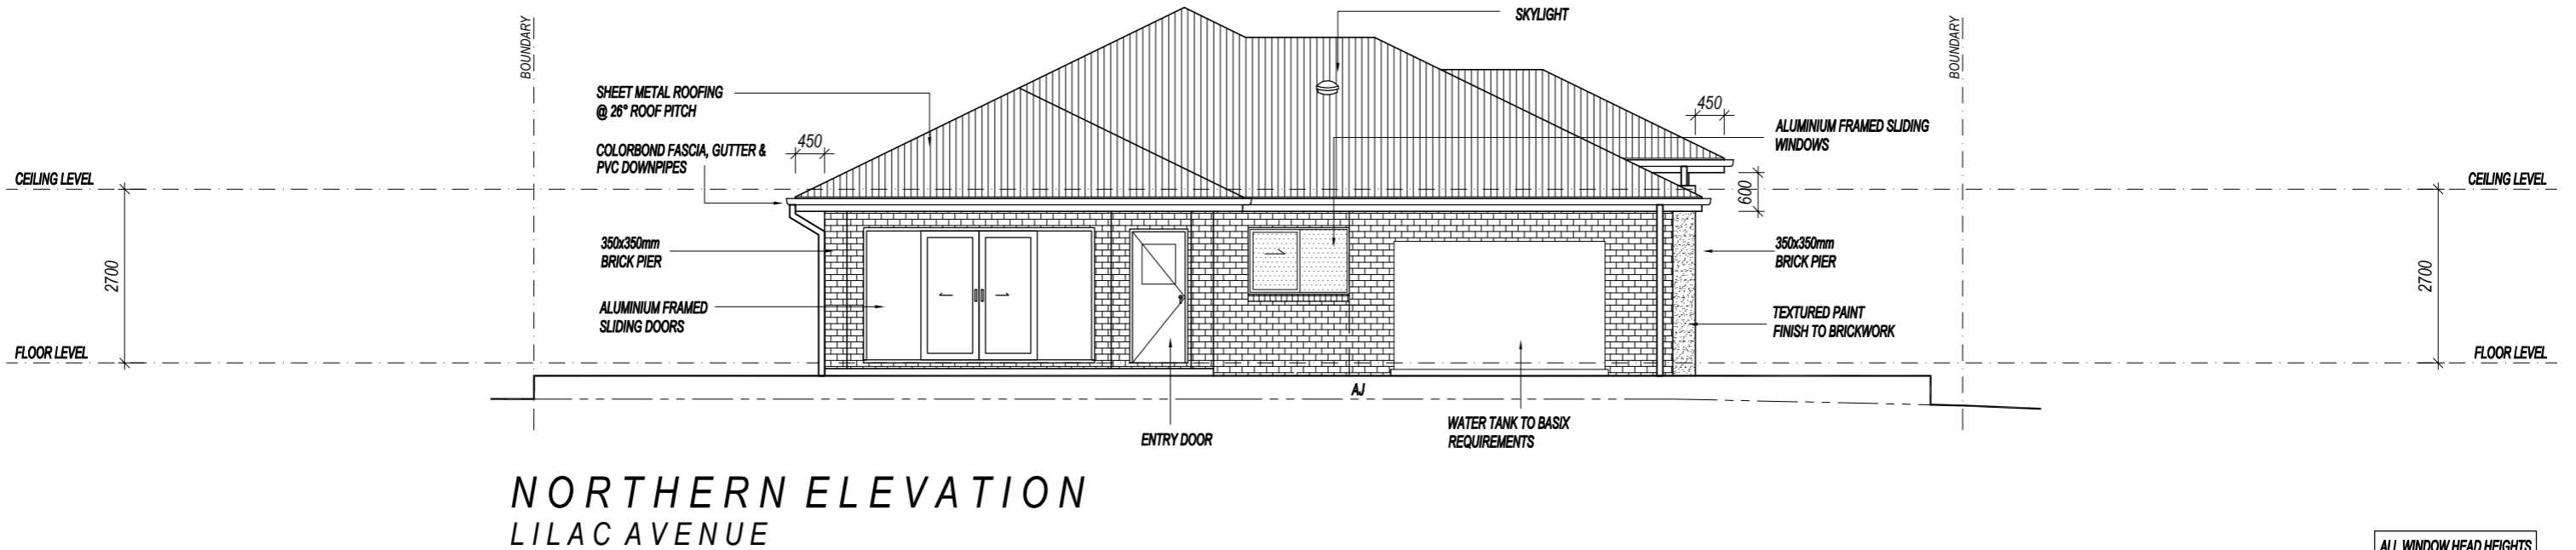 BOUNDARY
SKYLIGHT
BOUNDARY
SHEET METAL ROOFING
@ 26° ROOF PITCH
450
450
COLORBOND FASCIA, GUTTER &
PVC DOWNPIPES
ALUMINIUM FRAMED SLIDING
WINDOWS
CEILING LEVEL
CEILING LEVEL
600
350x350mm
BRICK PIER
350x350mm
BRICK PIER
2700
2700
ALUMINIUM FRAMED
SLIDING DOORS
TEXTURED PAINT
FINISH TO BRICKWORK
FLOOR LEVEL
FLOOR LEVEL
AJ
ENTRY DOOR
WATER TANK TO BASIX
REQUIREMENTS
NORTHERN ELEVATION
LILAC AVENUE
ALL WINDOW HEAD HEIGHTS